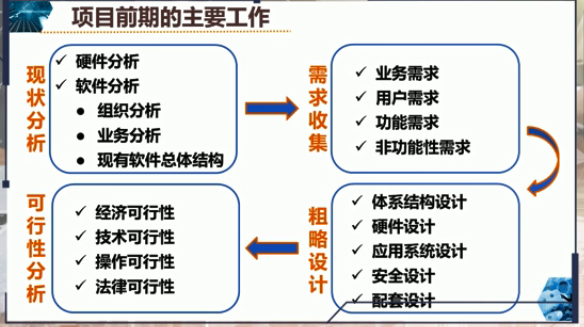 项目前期的主要工作
现状分析
✓ 硬件分析
✓ 软件分析
● 组织分析
● 业务分析
● 现有软件总体结构
需求收集
✓ 业务需求
✓ 用户需求
✓ 功能需求
✓ 非功能性需求
可行性分析
✓ 经济可行性
✓ 技术可行性
✓ 操作可行性
✓ 法律可行性
粗略设计
✓ 体系结构设计
✓ 硬件设计
✓ 应用系统设计
✓ 安全设计
✓ 配套设计